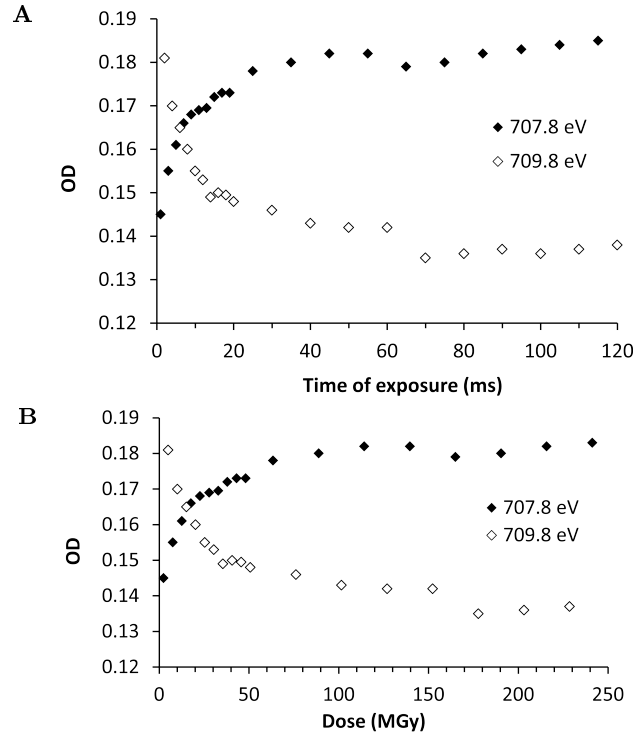 A
0.19
0.18
0.17
0.16
0.15
0.14
0.13
0.12
OD
707.8 eV
709.8 eV
0 20 40 60 80 100 120
Time of exposure (ms)
B
0.19
0.18
0.17
0.16
0.15
0.14
0.13
0.12
OD
707.8 eV
709.8 eV
0 50 100 150 200 250
Dose (MGy)